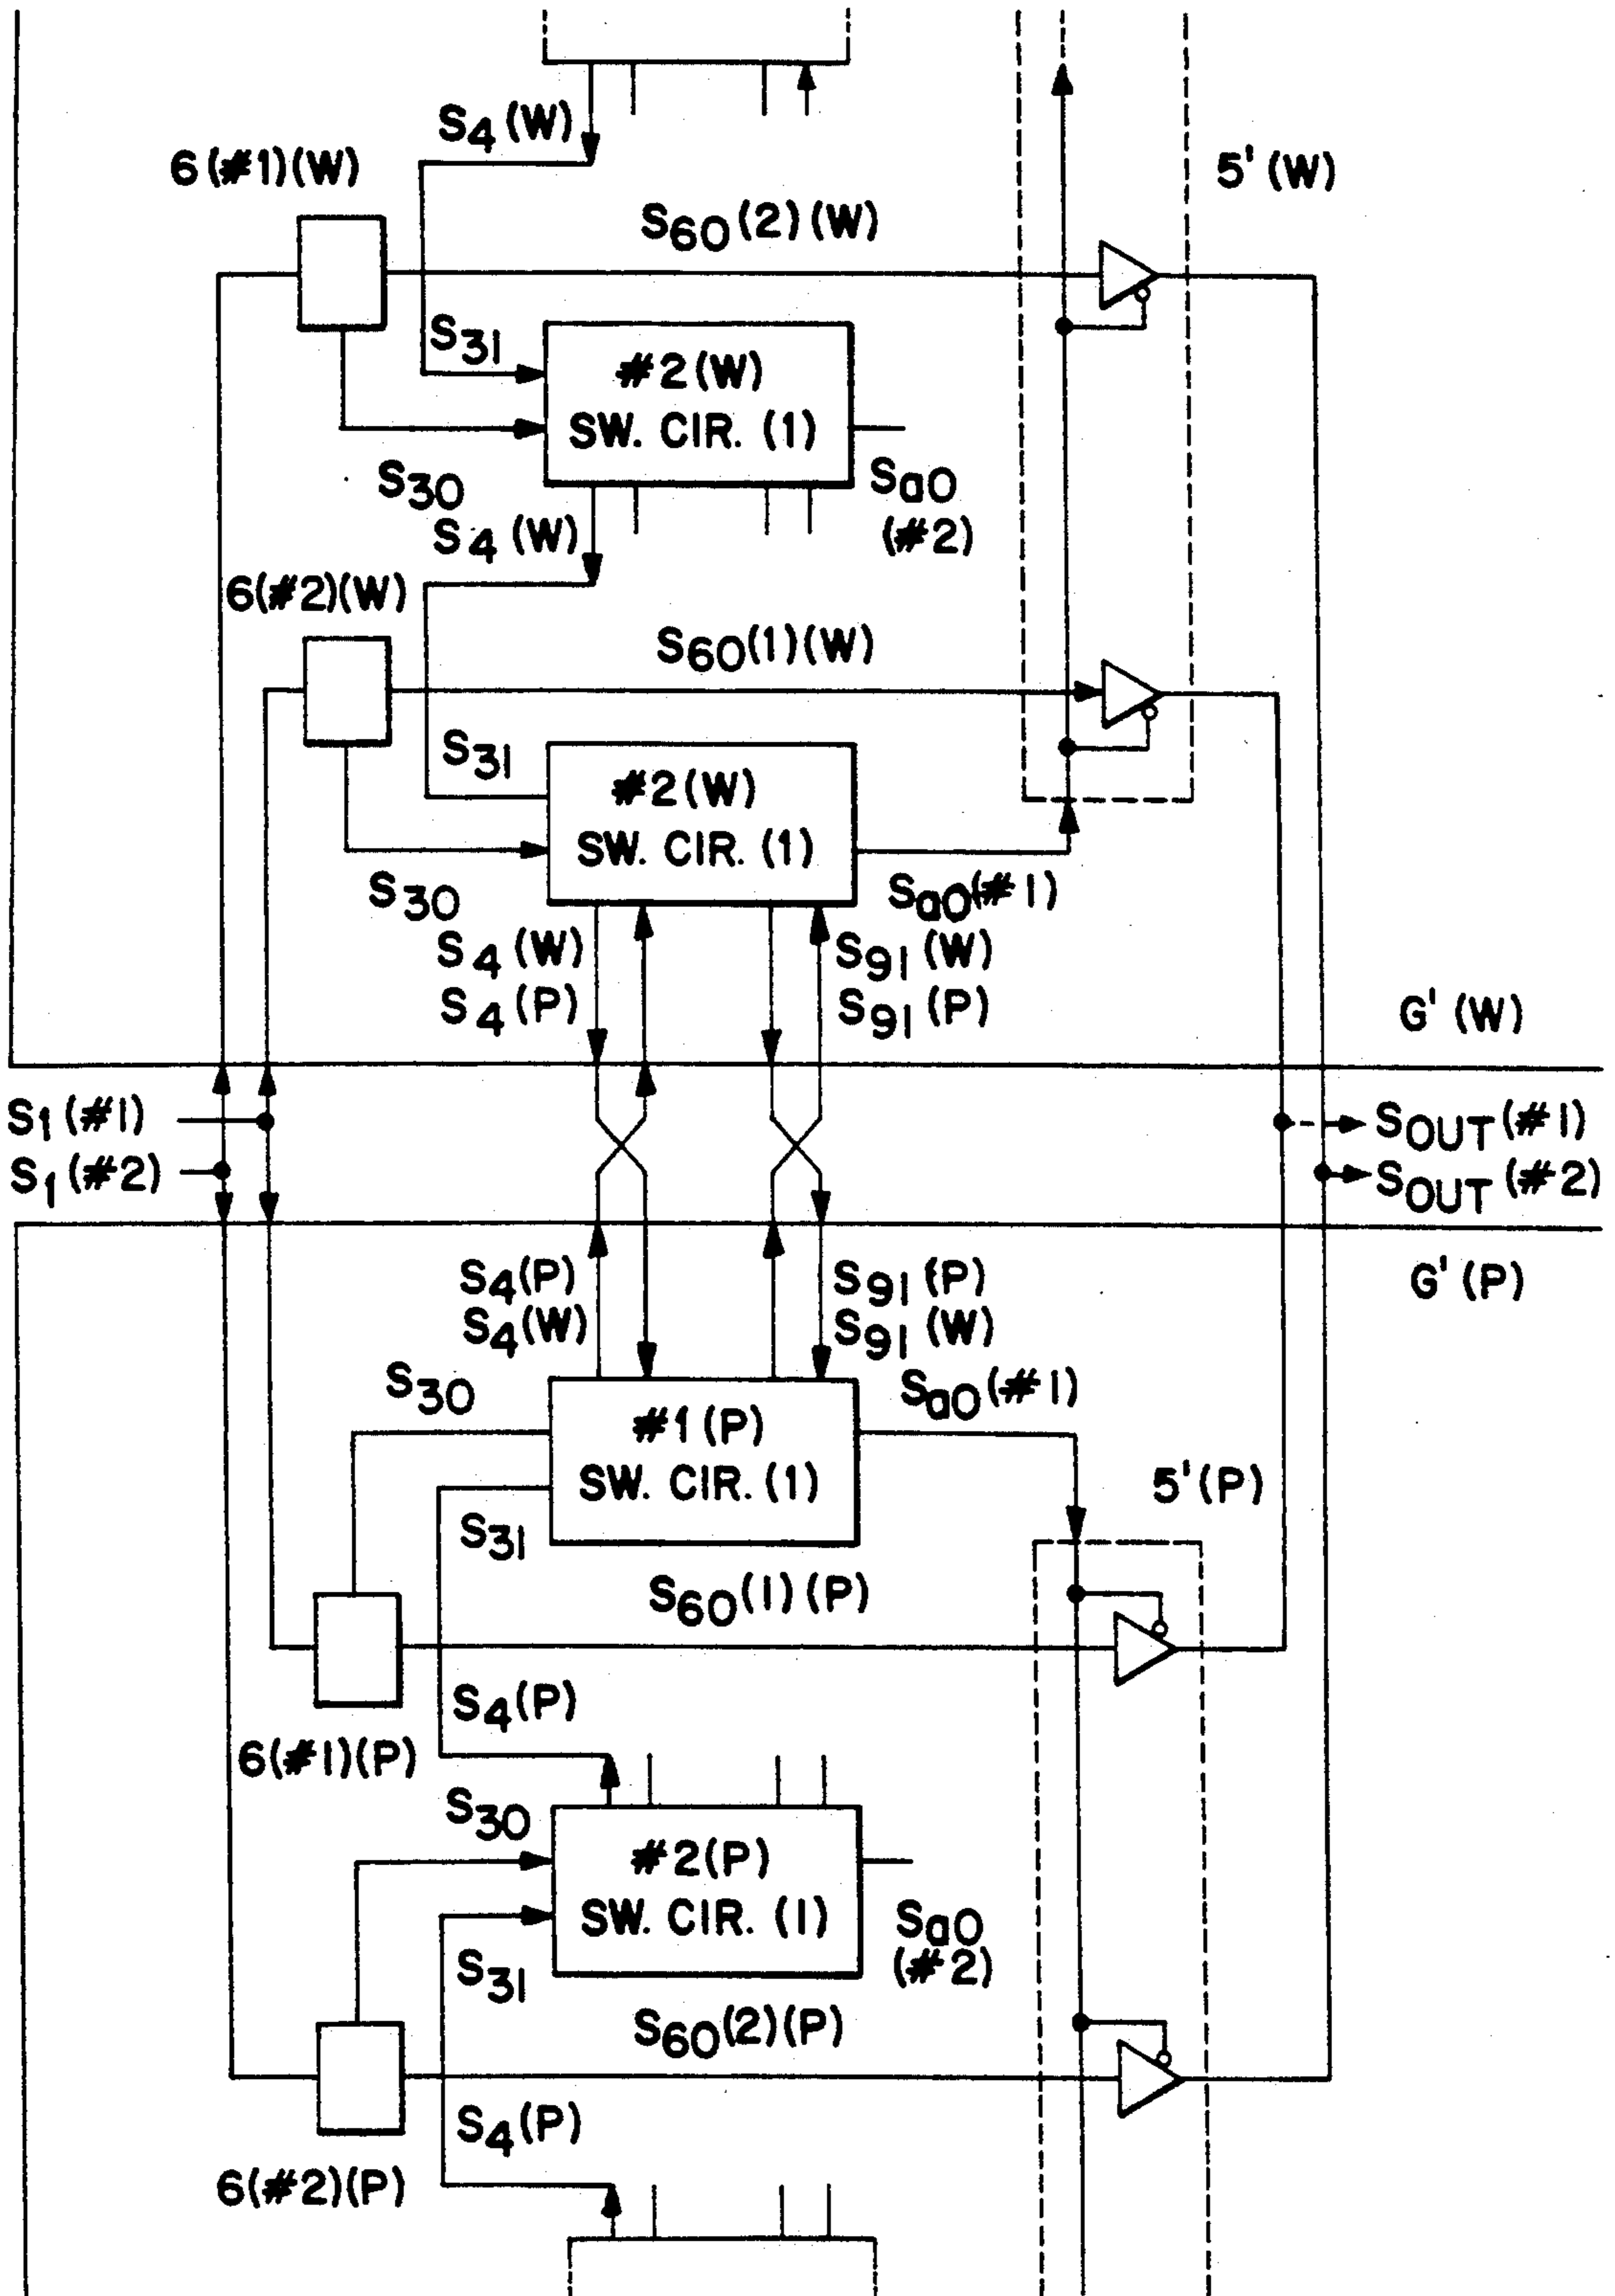 S4 (W)
6(#1)(W)
5' (W)
S60(2) (W)
S31
#2(W)
SW. CIR. (1)
S30
Sa0
(#2)
S4 (W)
6(#2)(W)
S60(1)(W)
S31
#2(W)
SW. CIR. (1)
S30
Sa0(#1)
S4 (W)
S91 (W)
S4 (P)
S91 (P)
G' (W)
S1 (#1)
SOUT(#1)
S1 (#2)
SOUT(#2)
S4(P)
S91 (P)
G' (P)
S4(W)
S91 (W)
S30
Sa0(#1)
#1(P)
SW. CIR. (1)
5'(P)
S31
S60(1)(P)
S4(P)
6(#1)(P)
S30
#2(P)
SW. CIR. (1)
Sa0
(#2)
S31
S60(2)(P)
S4(P)
6(#2)(P)